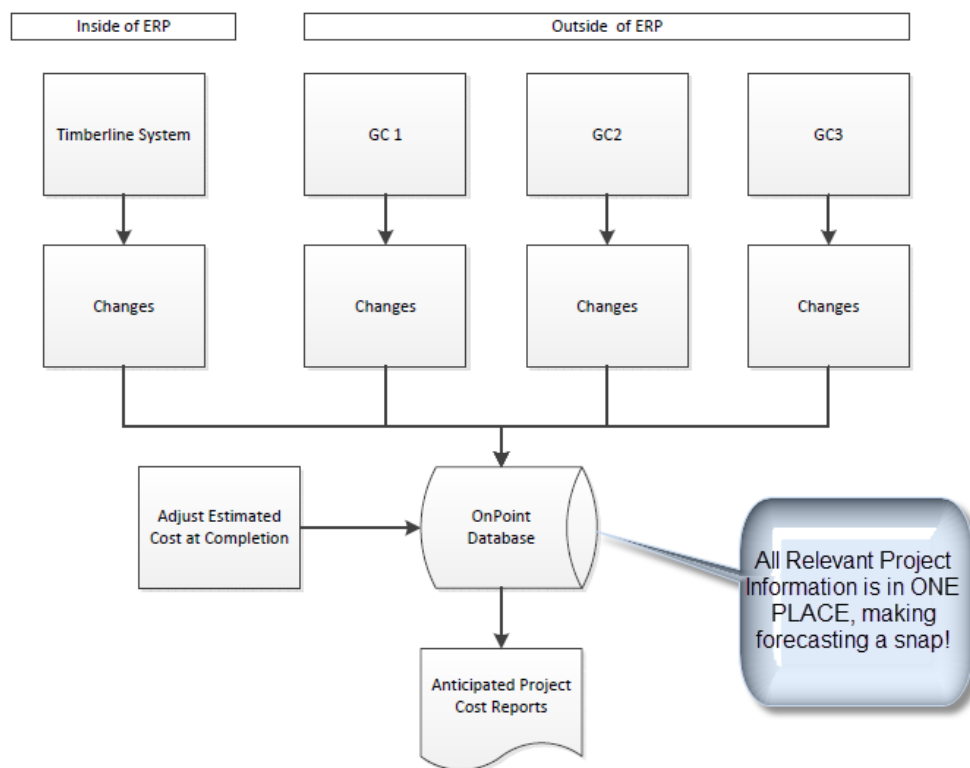 Inside of ERP
Outside  of ERP
Timberline System
GC 1
GC2
GC3
Changes
Changes
Changes
Changes
Adjust Estimated
Cost at Completion
OnPoint
Database
All Relevant Project
Information is in ONE
PLACE, making
forecasting a snap!
Anticipated Project
Cost Reports